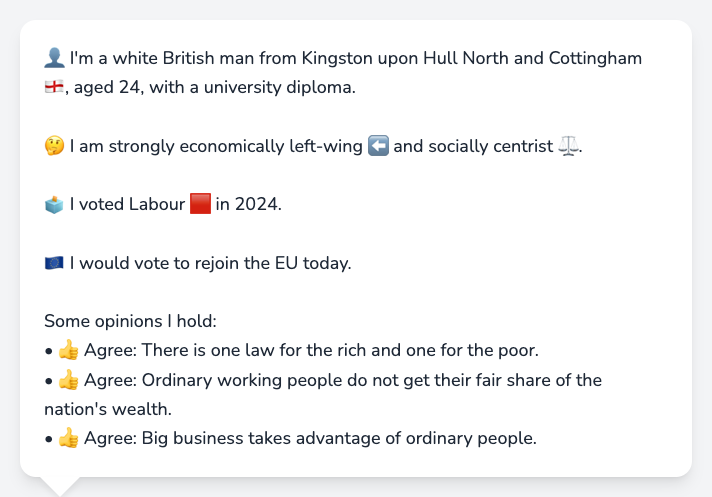 👤 I'm a white British man from Kingston upon Hull North and Cottingham
🏴󠁧󠁢󠁥󠁮󠁧󠁿, aged 24, with a university diploma.
🤔 I am strongly economically left-wing ⬅️ and socially centrist ⚖️.
🗳️ I voted Labour 🟥 in 2024.
🇪🇺 I would vote to rejoin the EU today.
Some opinions I hold:
• 👍 Agree: There is one law for the rich and one for the poor.
• 👍 Agree: Ordinary working people do not get their fair share of the
nation's wealth.
• 👍 Agree: Big business takes advantage of ordinary people.